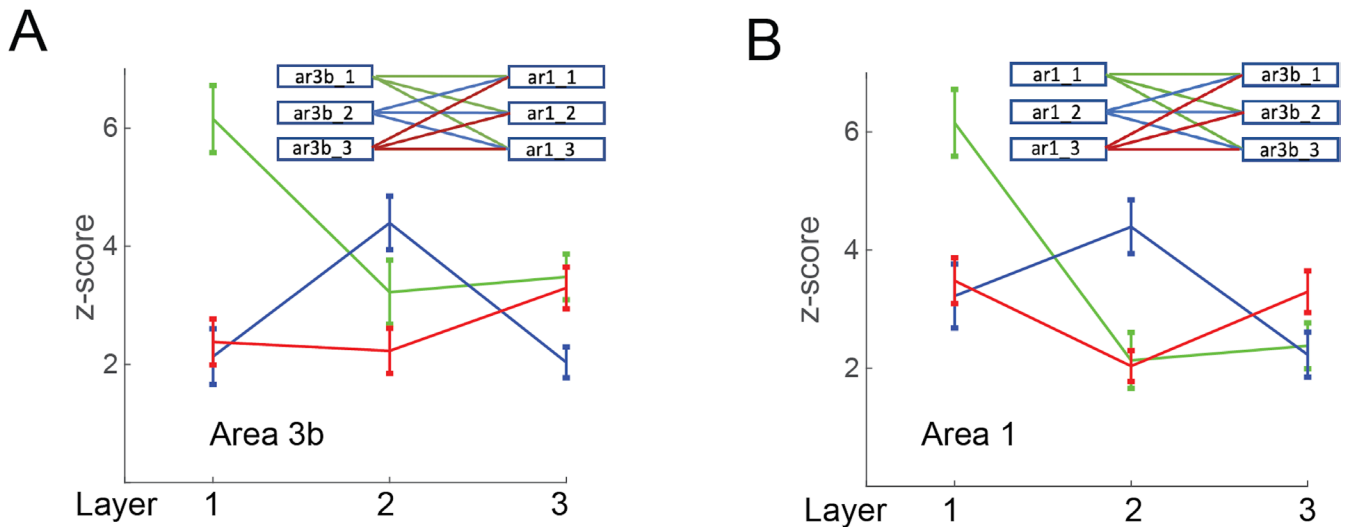 A
ar3b_1
ar1_1
ar3b_2
ar1_2
ar3b_3
ar1_3
6
4
2
z-score
Area 3b
Layer 1 2 3
B
ar1_1
ar3b_1
ar1_2
ar3b_2
ar1_3
ar3b_3
6
4
2
z-score
Area 1
Layer 1 2 3